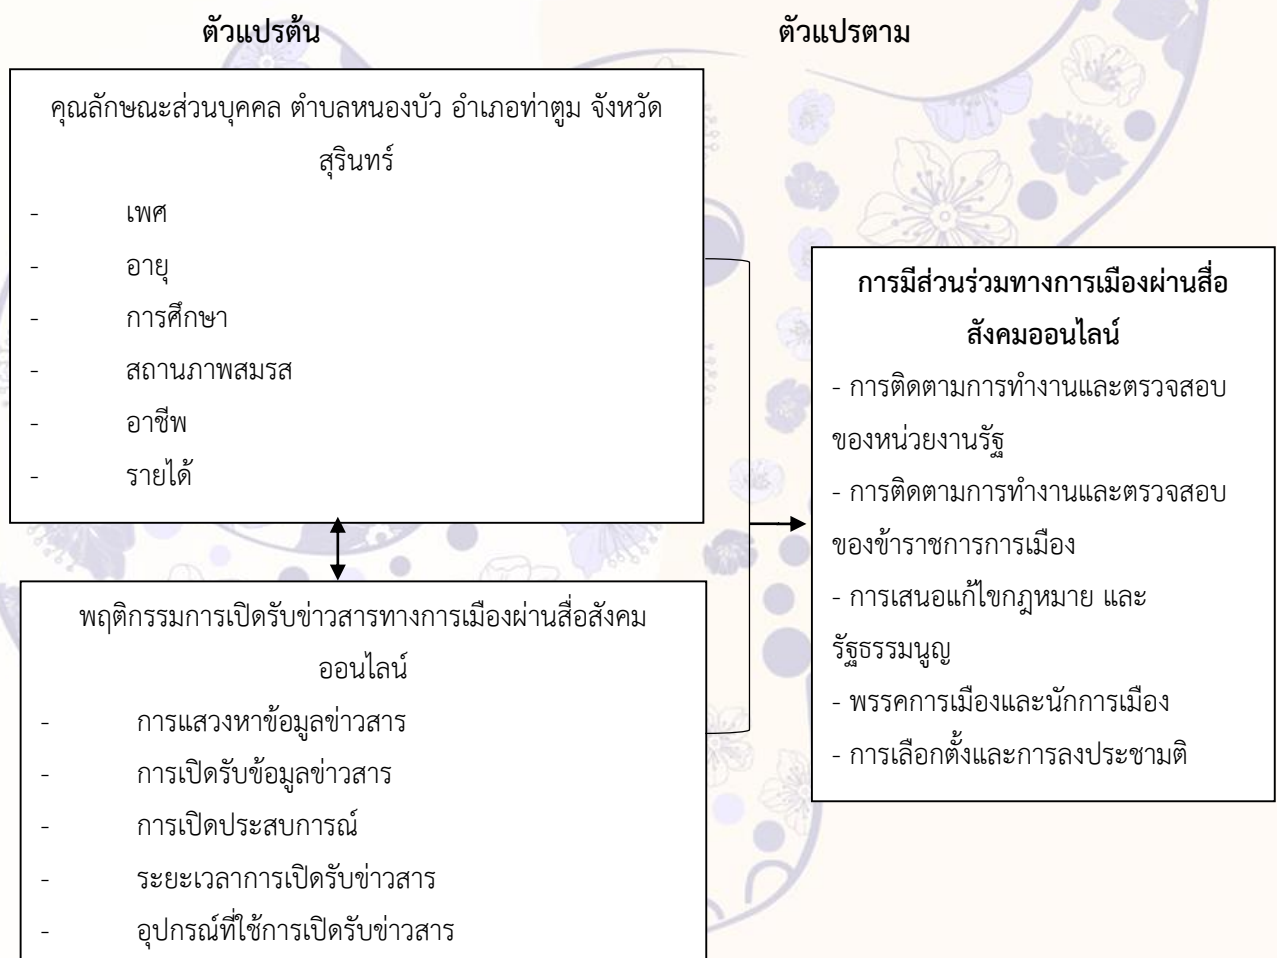 ตัวแปรต้น
ตัวแปรตาม
คุณลักษณะส่วนบุคคล ตำบลหนองบัว อำเภอท่าตูม จังหวัด
สุรินทร์
- เพศ
- อายุ
- การศึกษา
- สถานภาพสมรส
- อาชีพ
- รายได้
พฤติกรรมการเปิดรับข่าวสารทางการเมืองผ่านสื่อสังคม
ออนไลน์
- การแสวงหาข้อมูลข่าวสาร
- การเปิดรับข้อมูลข่าวสาร
- การเปิดประสบการณ์
- ระยะเวลาการเปิดรับข่าวสาร
- อุปกรณ์ที่ใช้การเปิดรับข่าวสาร
การมีส่วนร่วมทางการเมืองผ่านสื่อ
สังคมออนไลน์
- การติดตามการทำงานและตรวจสอบ
ของหน่วยงานรัฐ
- การติดตามการทำงานและตรวจสอบ
ของข้าราชการการเมือง
- การเสนอแก้ไขกฎหมาย และ
รัฐธรรมนูญ
- พรรคการเมืองและนักการเมือง
- การเลือกตั้งและการลงประชามติ